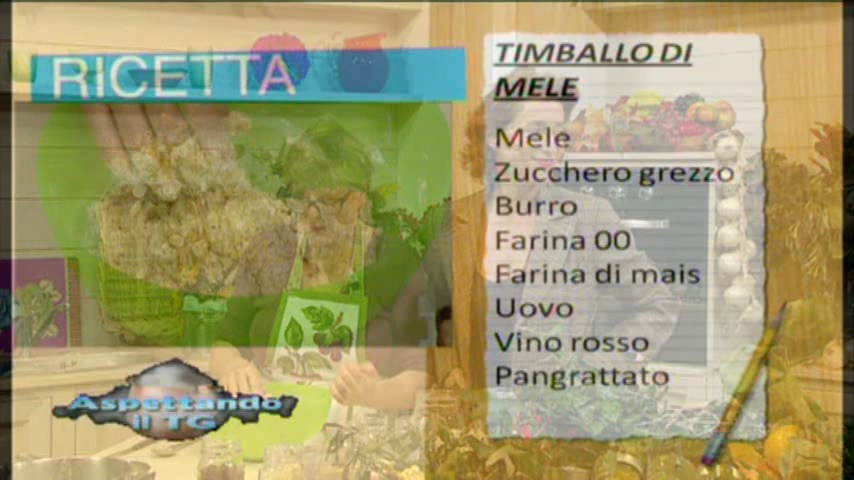 RICETTA
TIMBALLO DI
MELE
Mele
Zucchero grezzo
Burro
Farina 00
Farina di mais
Uovo
Vino rosso
Pangrattato
Aspettando
il TG